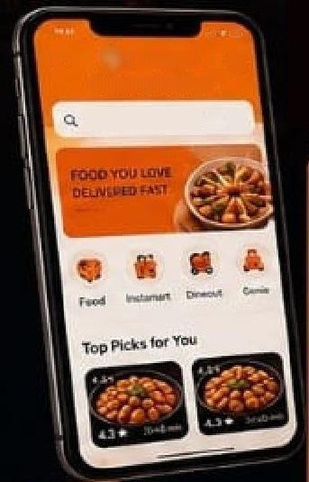 FOOD YOU LOVE
DELIVERED FAST
Food Instamart Dineout Genie
Top Picks for You
4.3 ★
4.3 ★